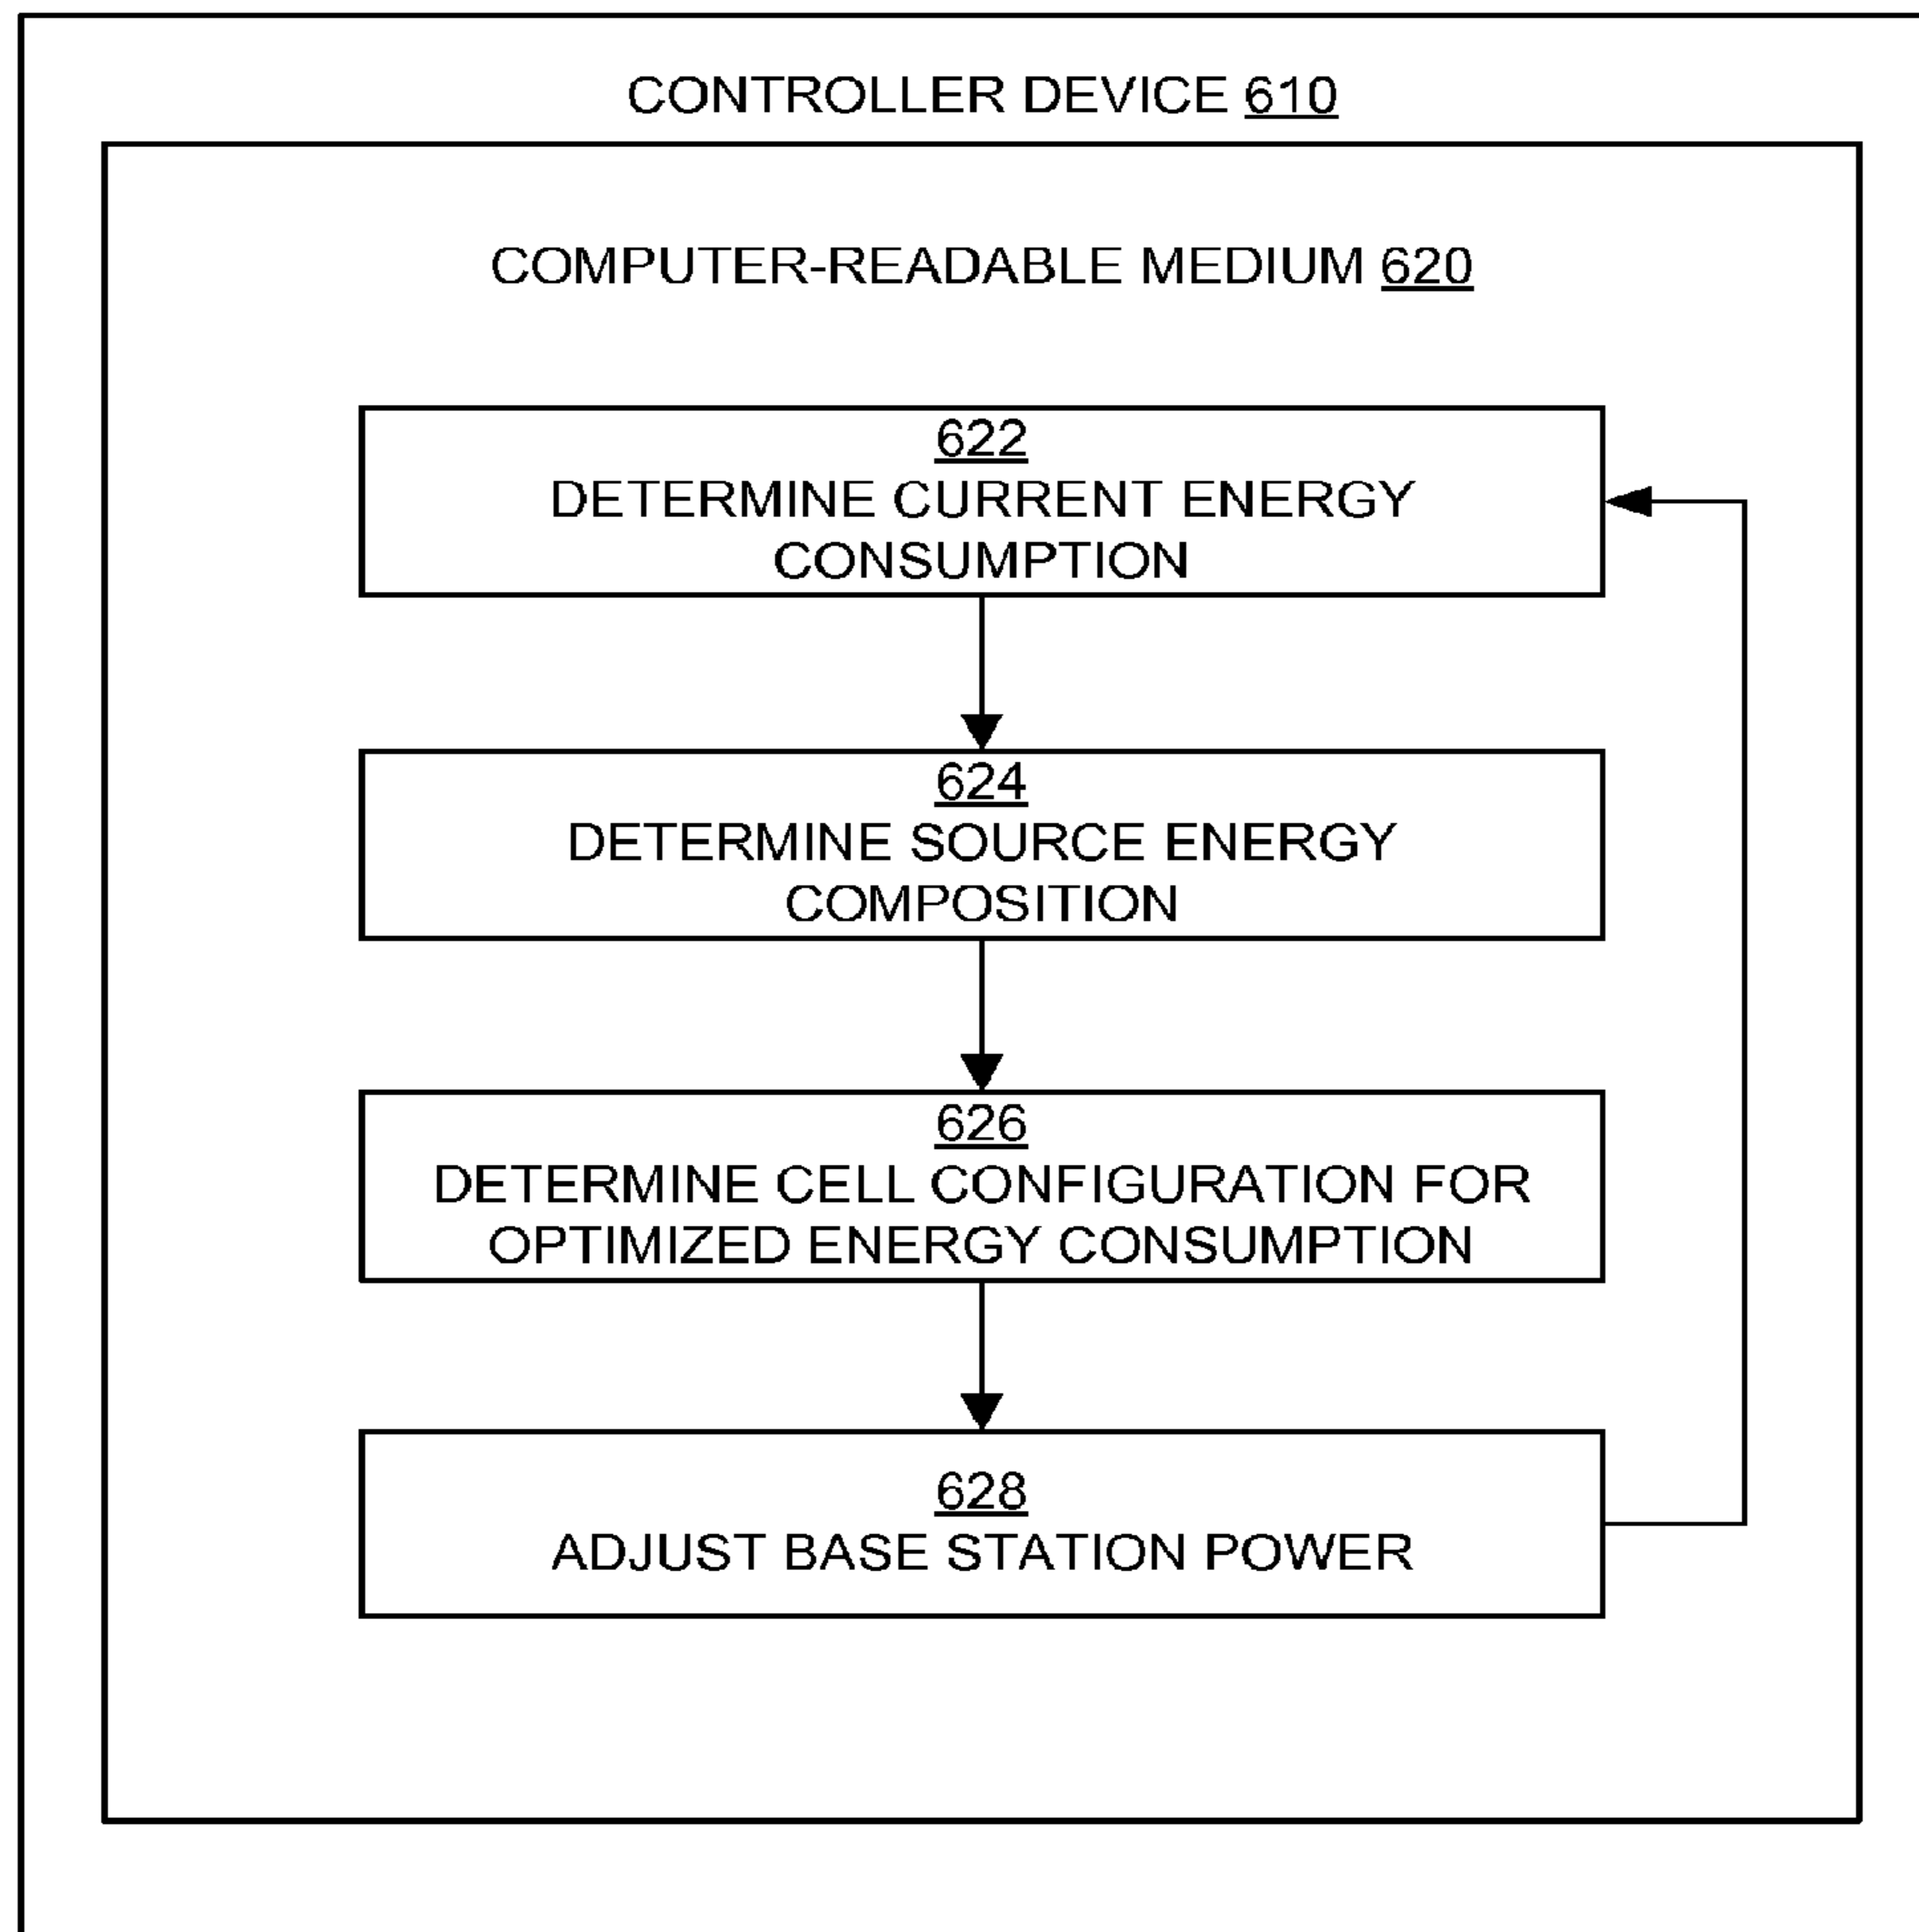 CONTROLLER DEVICE 610
COMPUTER-READABLE MEDIUM 620
622
DETERMINE CURRENT ENERGY
CONSUMPTION
624
DETERMINE SOURCE ENERGY
COMPOSITION
626
DETERMINE CELL CONFIGURATION FOR
OPTIMIZED ENERGY CONSUMPTION
628
ADJUST BASE STATION POWER